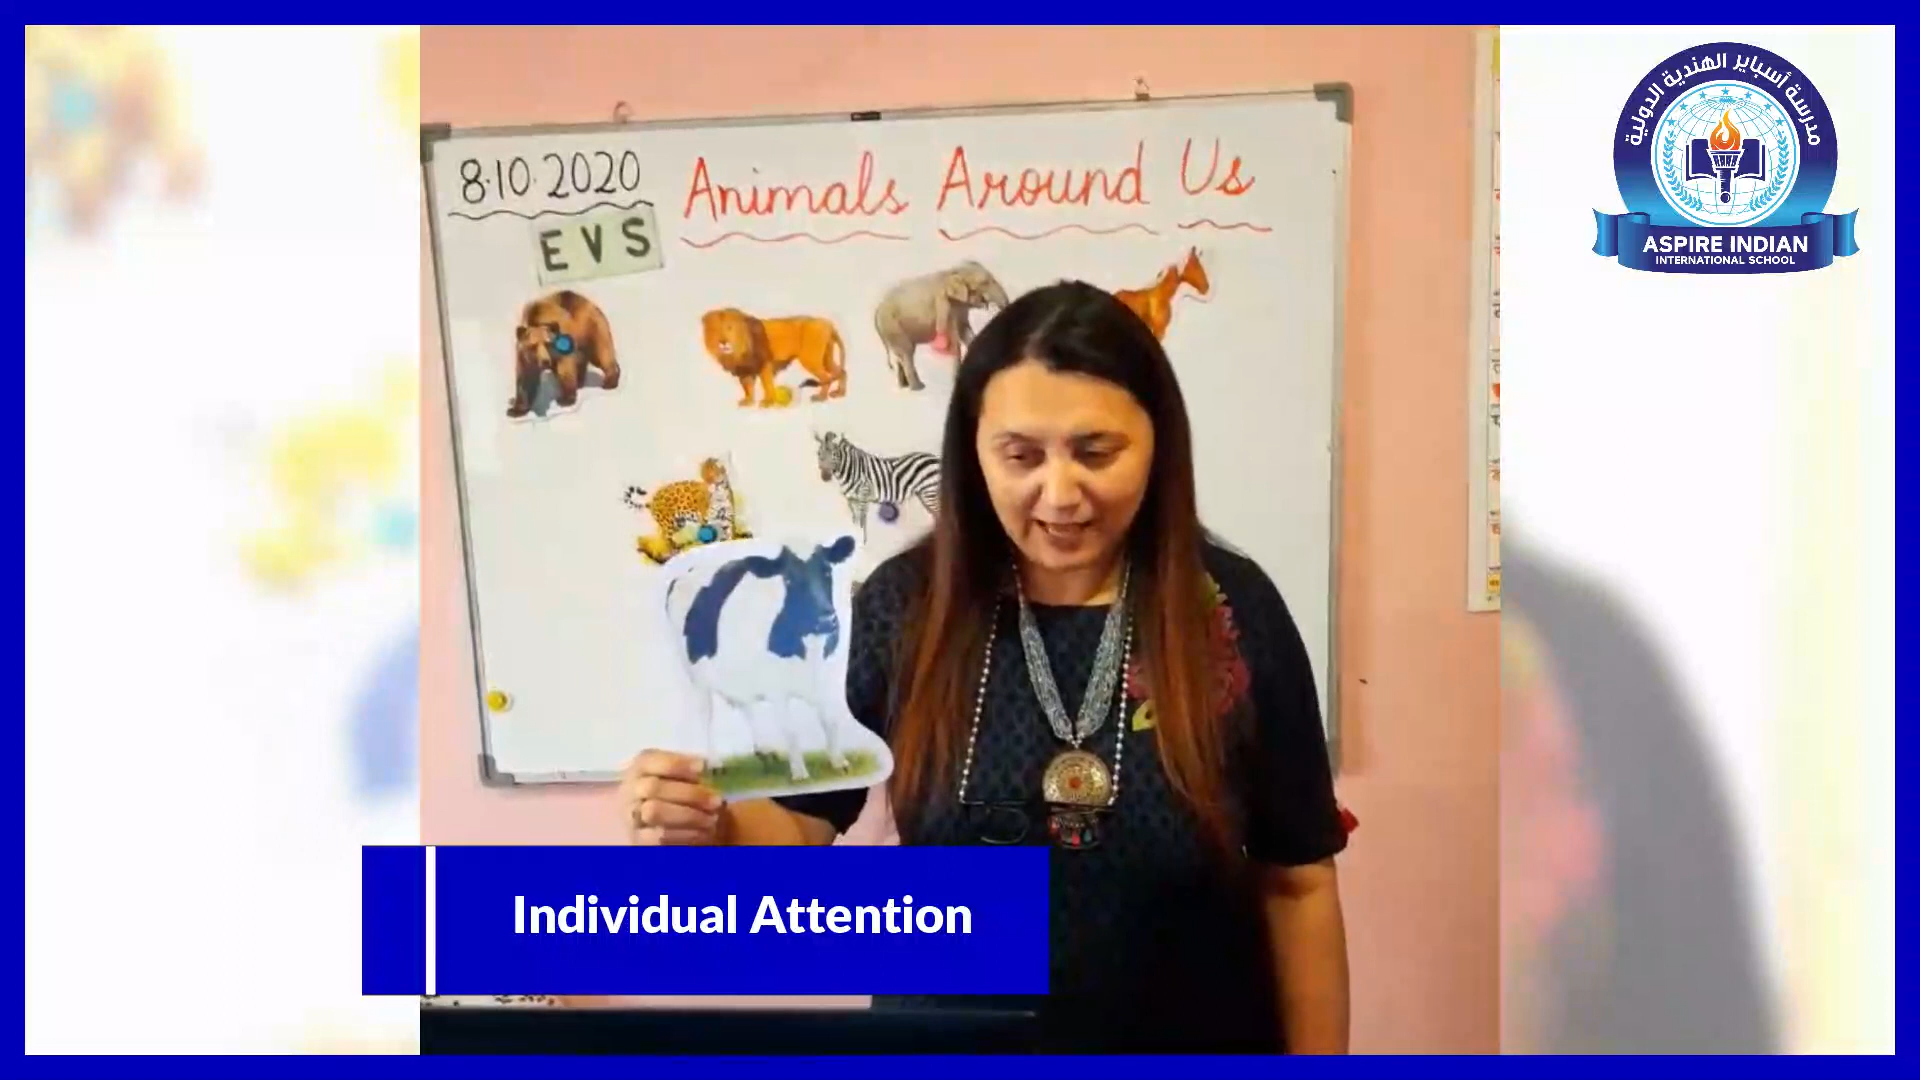 8.10.2020
Animals Around Us
EVS
مدرسة أسباير الهندية الدولية
ASPIRE INDIAN
INTERNATIONAL SCHOOL
Individual Attention